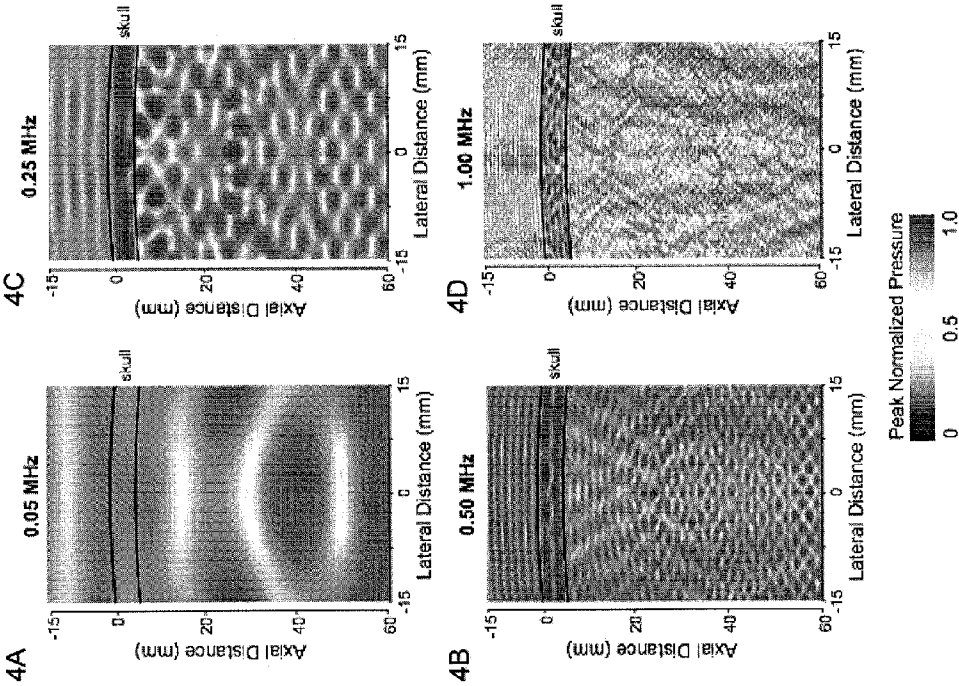 4A
0.05 MHz
-15
0
20
40
60
Axial Distance (mm)
skull
-15
0
15
Lateral Distance (mm)
4C
0.25 MHz
-15
0
20
40
60
Axial Distance (mm)
skull
-15
0
15
Lateral Distance (mm)
4B
0.50 MHz
-15
0
20
40
60
Axial Distance (mm)
skull
-15
0
15
Lateral Distance (mm)
4D
1.00 MHz
-15
0
20
40
60
Axial Distance (mm)
skull
-15
0
15
Lateral Distance (mm)
Peak Normalized Pressure
0
0.5
1.0